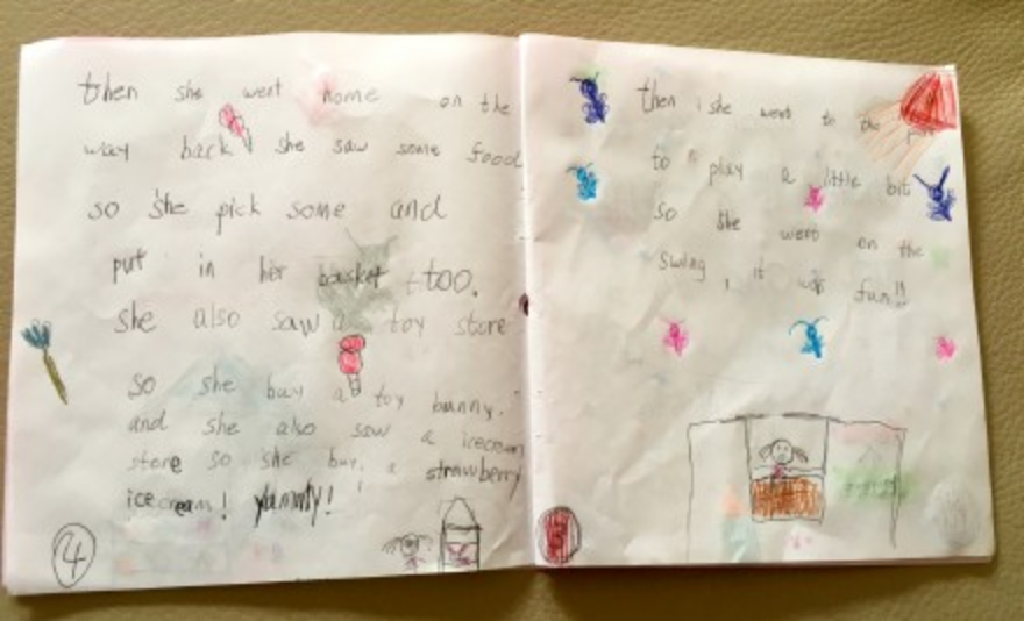 then she went home on the
way back she saw some food
so she pick some and
put in her basket too.
she also saw a toy store
so she buy a toy bunny.
and she also saw a icecream
store so she buy a strawberry
icecream! yummy!
4
then she went to the
to play a little bit
so she went on the
swing, it was fun!!
5